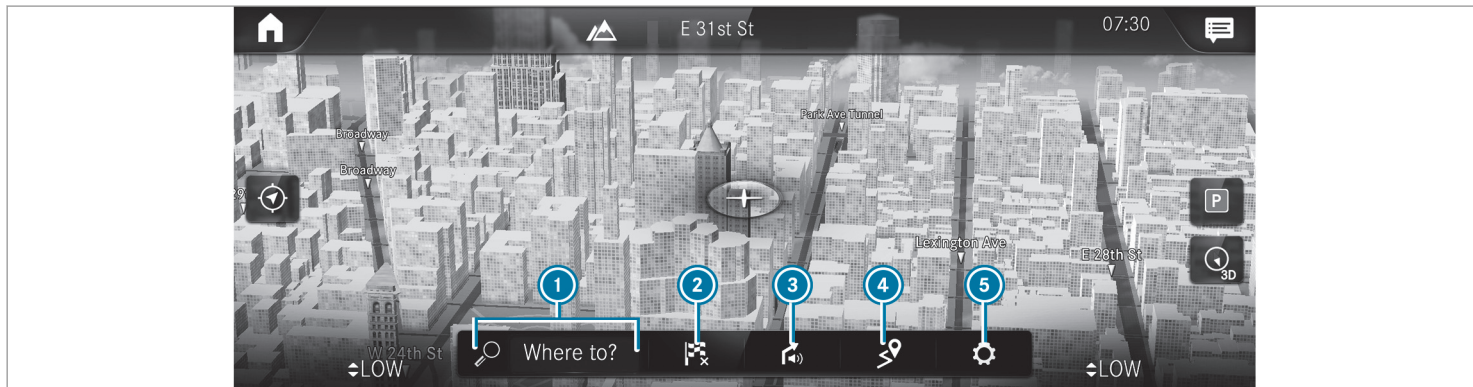 E 31st St
07:30
Park Ave Tunnel
Broadway
Broadway
29
P
Lexington Ave
E 28th St
3D
1
2
3
4
5
W 24th St
Where to?
LOW
LOW